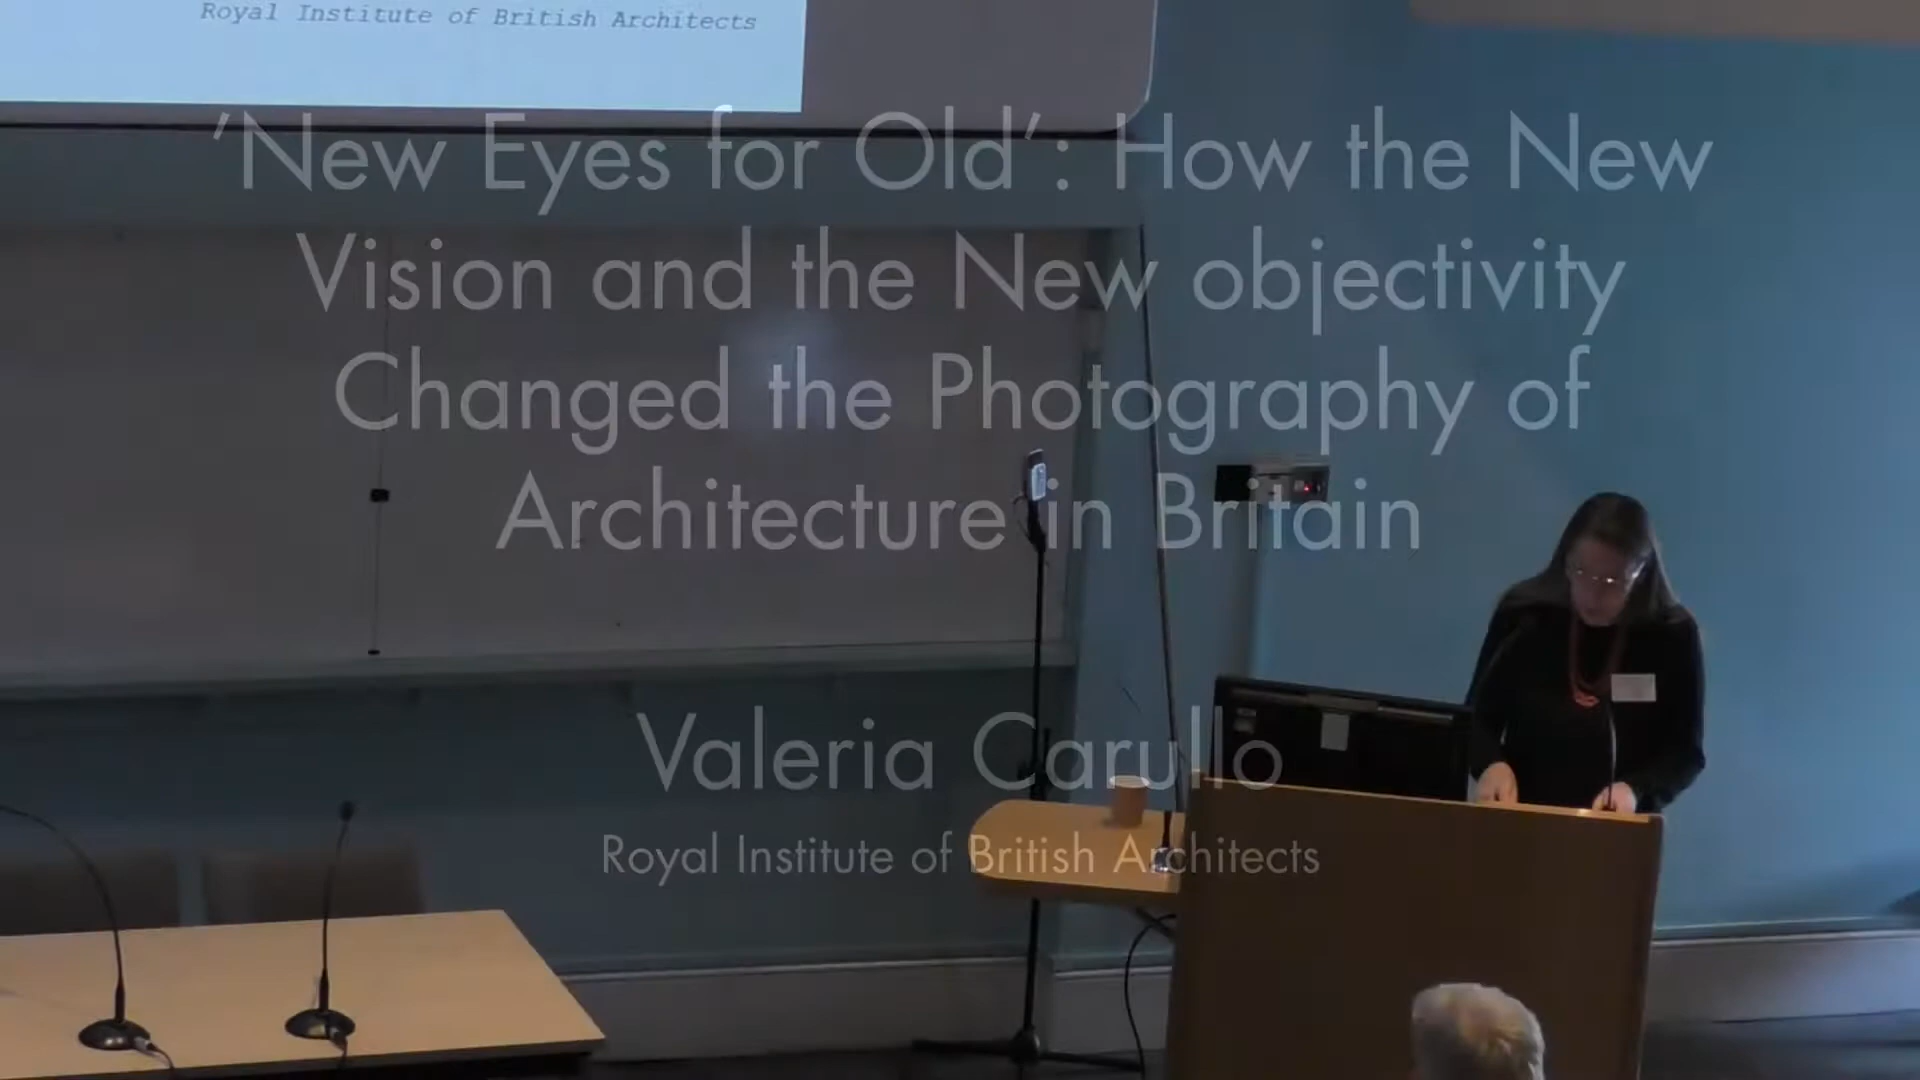 Royal Institute of British Architects
'New Eyes for Old': How the New
Vision and the New objectivity
Changed the Photography of
Architecture in Britain
Valeria Carullo
Royal Institute of British Architects